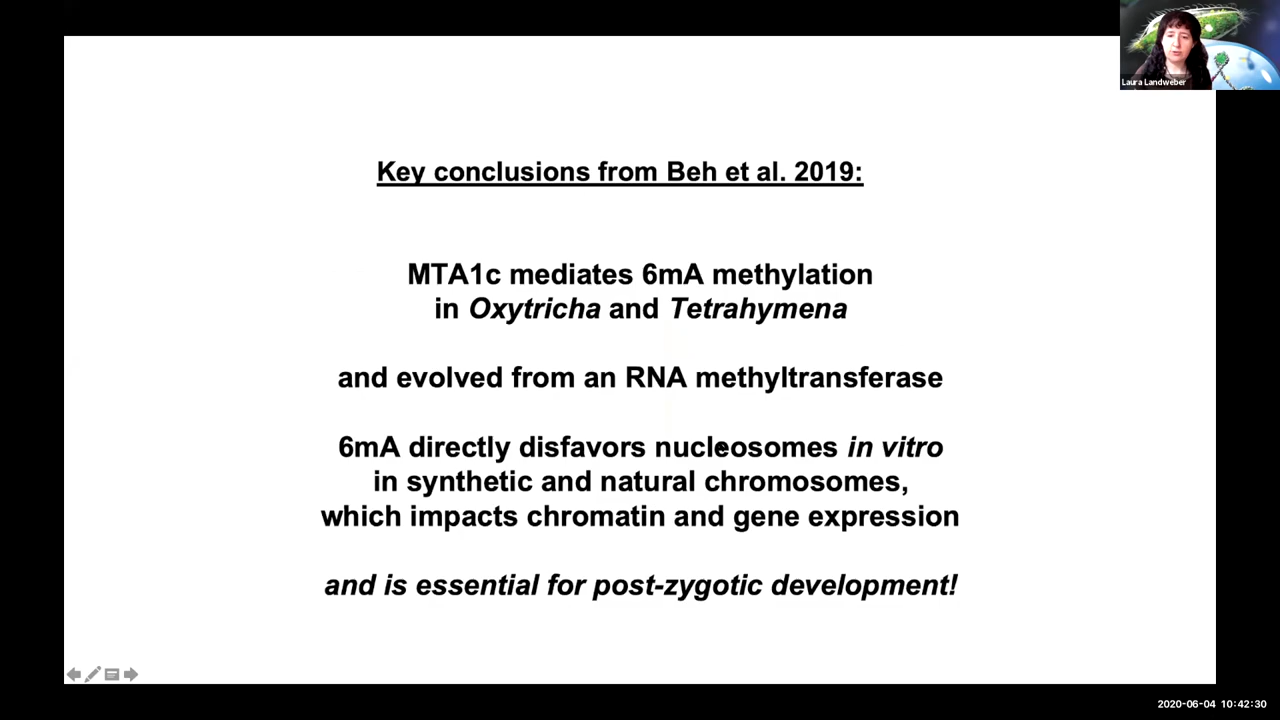 Laura Landweber
Key conclusions from Beh et al. 2019:
MTA1c mediates 6mA methylation
in Oxytricha and Tetrahymena
and evolved from an RNA methyltransferase
6mA directly disfavors nucleosomes in vitro
in synthetic and natural chromosomes,
which impacts chromatin and gene expression
and is essential for post-zygotic development!
2020-06-04 10:42:30